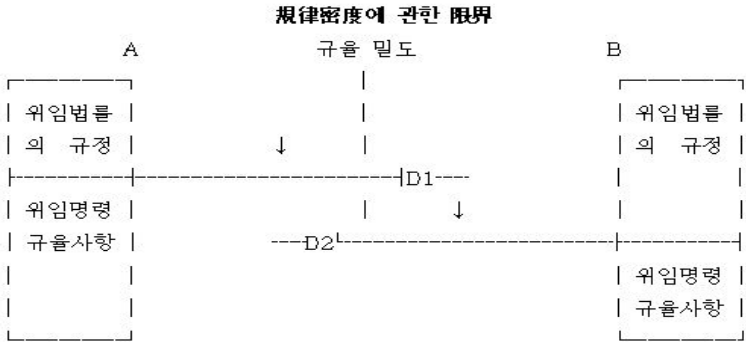 規律密度에 관한 限界
A 규율 밀도 B
위임법률 위임법률
의 규정 ↓ 의 규정
D1
위임명령 ↓
규율사항 D2
위임명령
규율사항